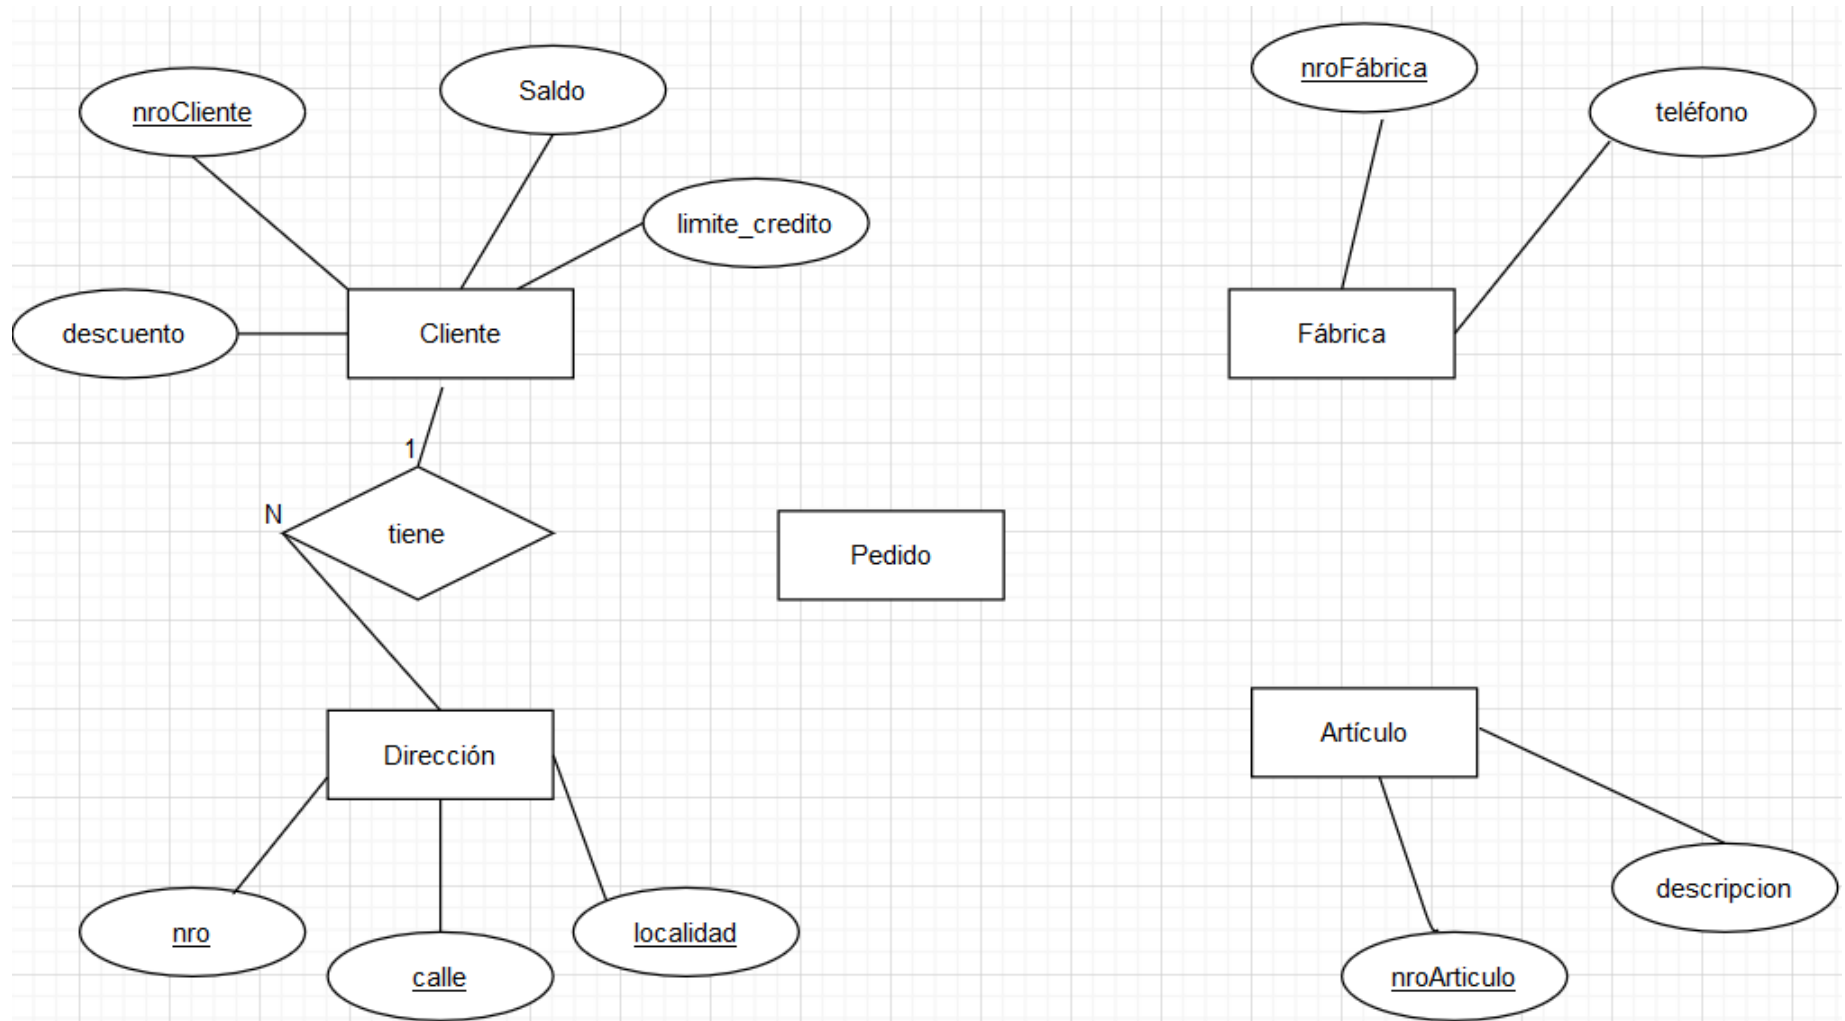 nroFábrica
Saldo
nroCliente
teléfono
limite_credito
descuento
Cliente
Fábrica
1
N
tiene
Pedido
Artículo
Dirección
descripcion
nro
localidad
calle
nroArticulo